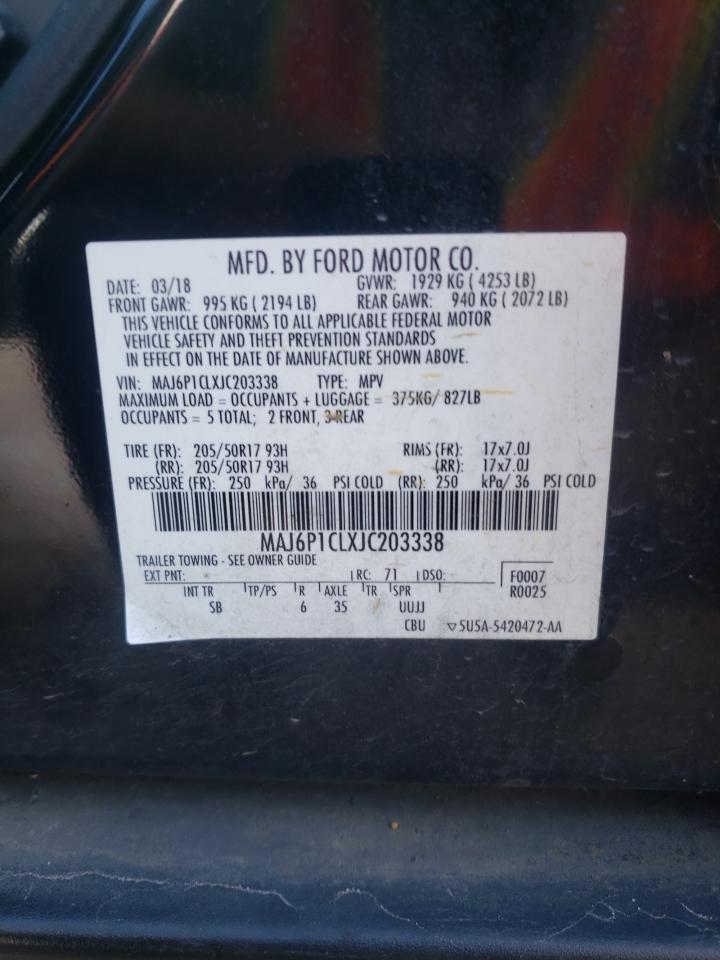 MFD. BY FORD MOTOR CO.
DATE: 03/18 GVWR: 1929 KG ( 4253 LB)
FRONT GAWR: 995 KG ( 2194 LB) REAR GAWR: 940 KG ( 2072 LB)
THIS VEHICLE CONFORMS TO ALL APPLICABLE FEDERAL MOTOR
VEHICLE SAFETY AND THEFT PREVENTION STANDARDS
IN EFFECT ON THE DATE OF MANUFACTURE SHOWN ABOVE.
VIN: MAJ6P1CLXJC203338 TYPE: MPV
MAXIMUM LOAD = OCCUPANTS + LUGGAGE = 375KG/ 827LB
OCCUPANTS = 5 TOTAL; 2 FRONT, 3 REAR
TIRE (FR): 205/50R17 93H RIMS (FR): 17x7.0J
(RR): 205/50R17 93H (RR): 17x7.0J
PRESSURE (FR): 250 kPa/ 36 PSI COLD (RR): 250 kPa/ 36 PSI COLD
MAJ6P1CLXJC203338
TRAILER TOWING - SEE OWNER GUIDE
EXT PNT: RC: 71 DSO: F0007
R0025
INT TR TP/PS R AXLE TR SPR
SB 6 35 UUJJ
CBU ▽5U5A-5420472-AA